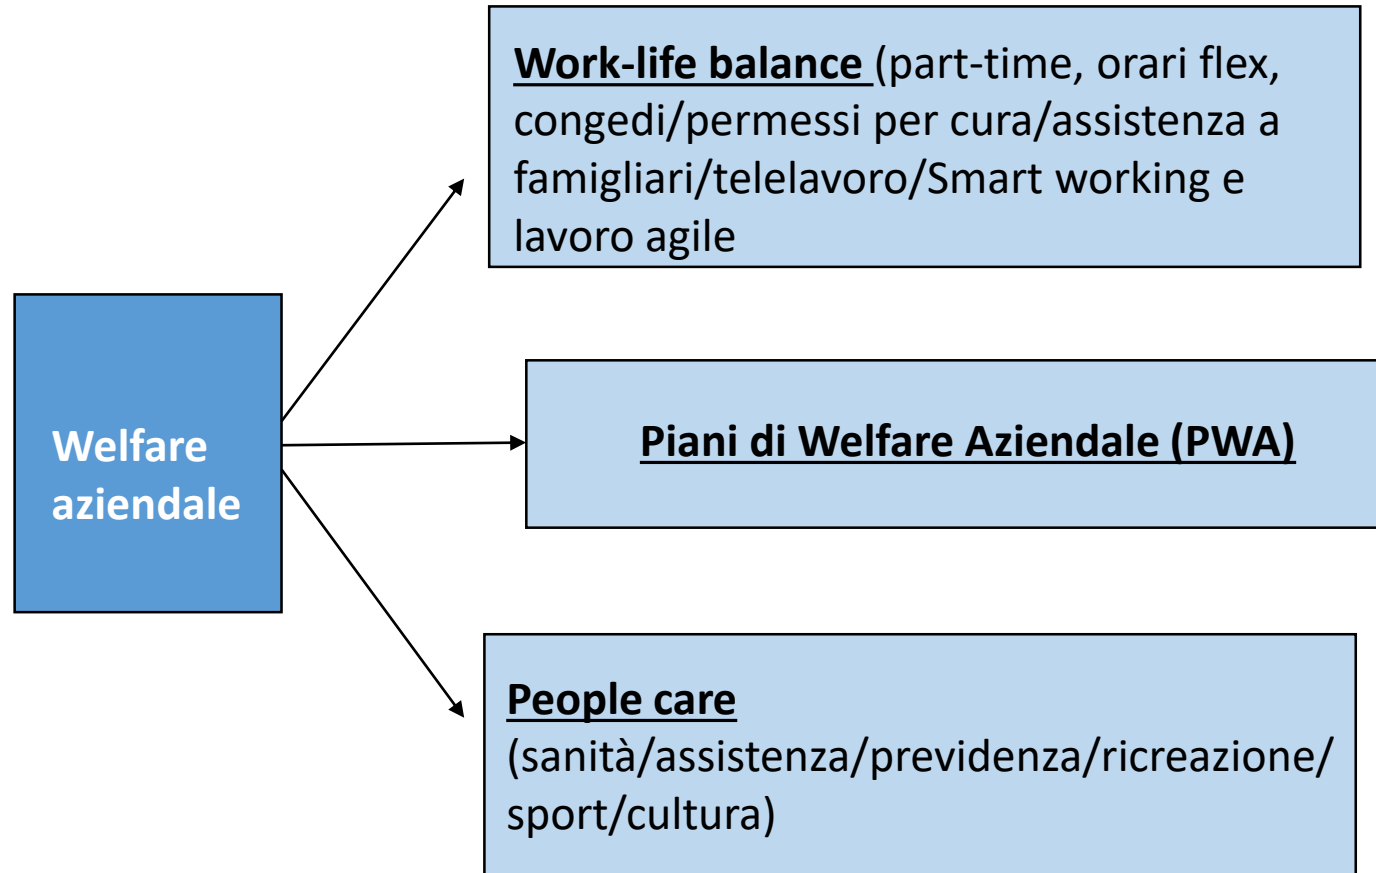 Work-life balance (part-time, orari flex,
congedi/permessi per cura/assistenza a
famigliari/telelavoro/Smart working e
lavoro agile
Welfare
aziendale
Piani di Welfare Aziendale (PWA)
People care
(sanità/assistenza/previdenza/ricreazione/
sport/cultura)